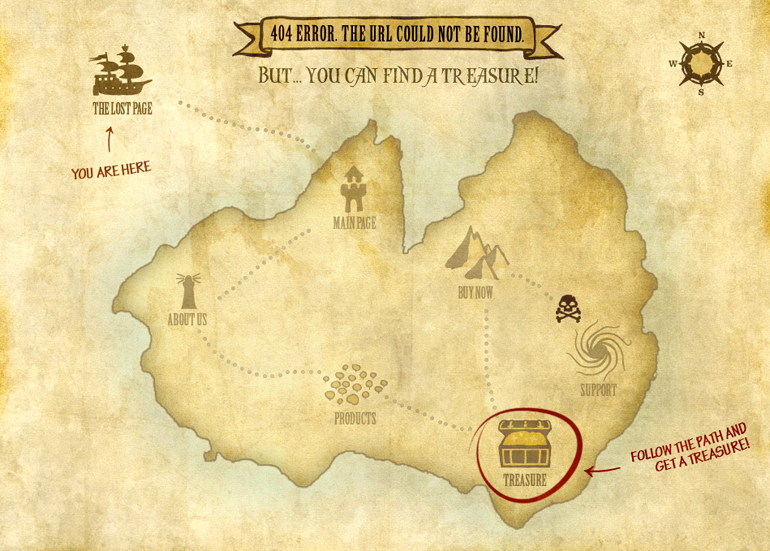 404 ERROR. THE URL COULD NOT BE FOUND.
BUT... YOU CAN FIND A TREASURE!
N
W E
S
THE LOST PAGE
YOU ARE HERE
MAIN PAGE
BUY NOW
ABOUT US
SUPPORT
PRODUCTS
FOLLOW THE PATH AND
GET A TREASURE!
TREASURE